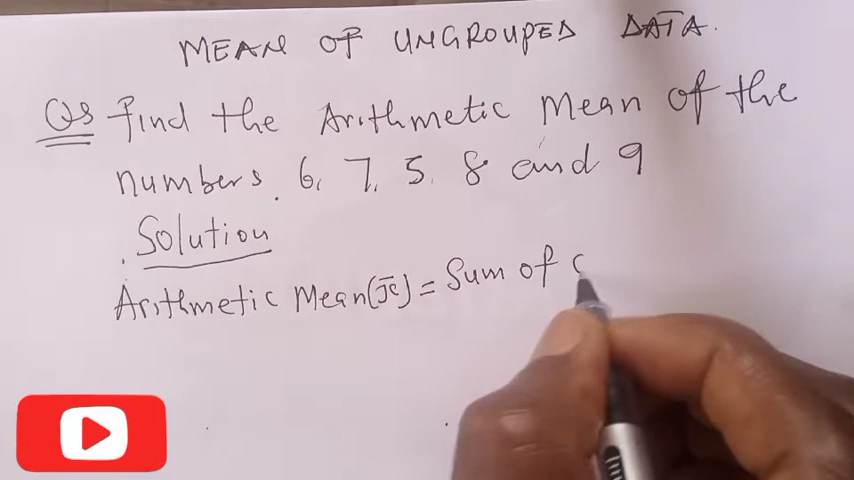 MEAN OF UNGROUPED DATA.
Qs Find the Arithmetic Mean of the
numbers. 6, 7, 5, 8 and 9
Solution
Arithmetic Mean(x̄) = Sum of